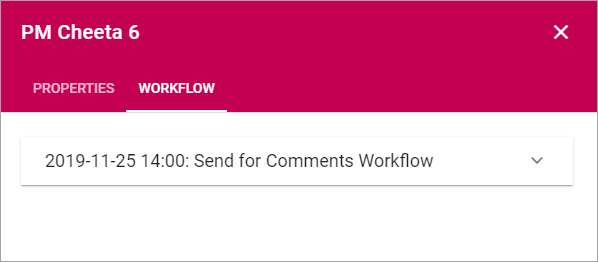 PM Cheeta 6
PROPERTIES WORKFLOW
2019-11-25 14:00: Send for Comments Workflow